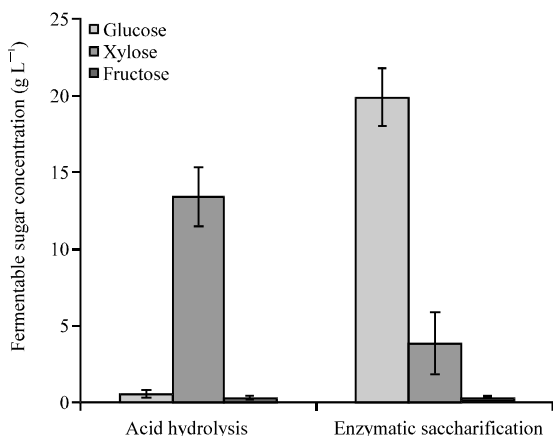 Fermentable sugar concentration (g L⁻¹)
25
20
15
10
5
0
Glucose
Xylose
Fructose
Acid hydrolysis
Enzymatic saccharification